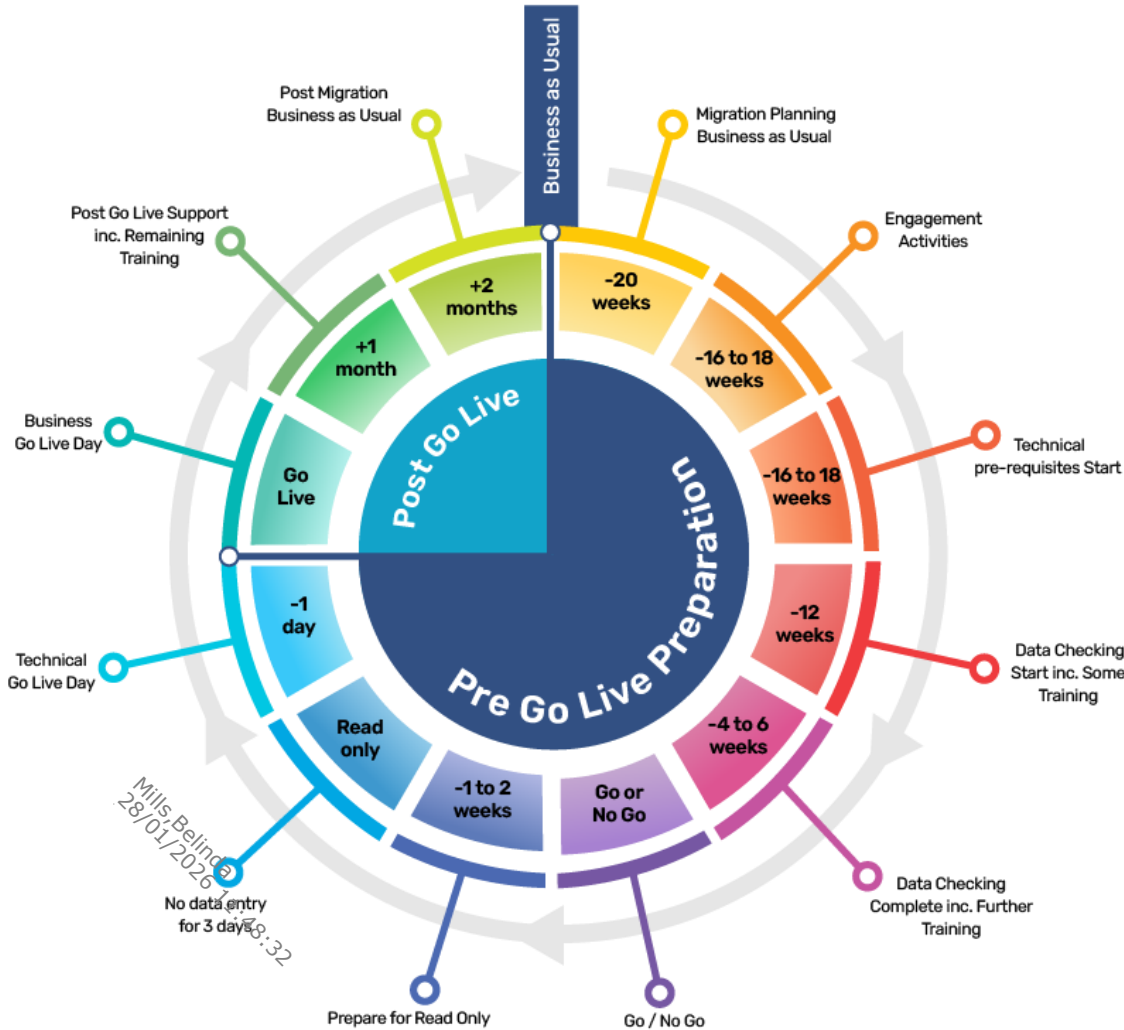 Business as Usual
Migration Planning
Business as Usual
-20
weeks
Engagement
Activities
-16 to 18
weeks
Technical
pre-requisites Start
-16 to 18
weeks
Data Checking
Start inc. Some
Training
-12
weeks
Data Checking
Complete inc. Further
Training
-4 to 6
weeks
Go / No Go
Go or
No Go
Prepare for Read Only
-1 to 2
weeks
No data entry
for 3 days
Read
only
Technical
Go Live Day
-1
day
Business
Go Live Day
Go
Live
Post Go Live Support
inc. Remaining
Training
+1
month
Post Migration
Business as Usual
+2
months
Post Go Live
Pre Go Live Preparation
Mills,Belinda
28/01/2026 :48:32